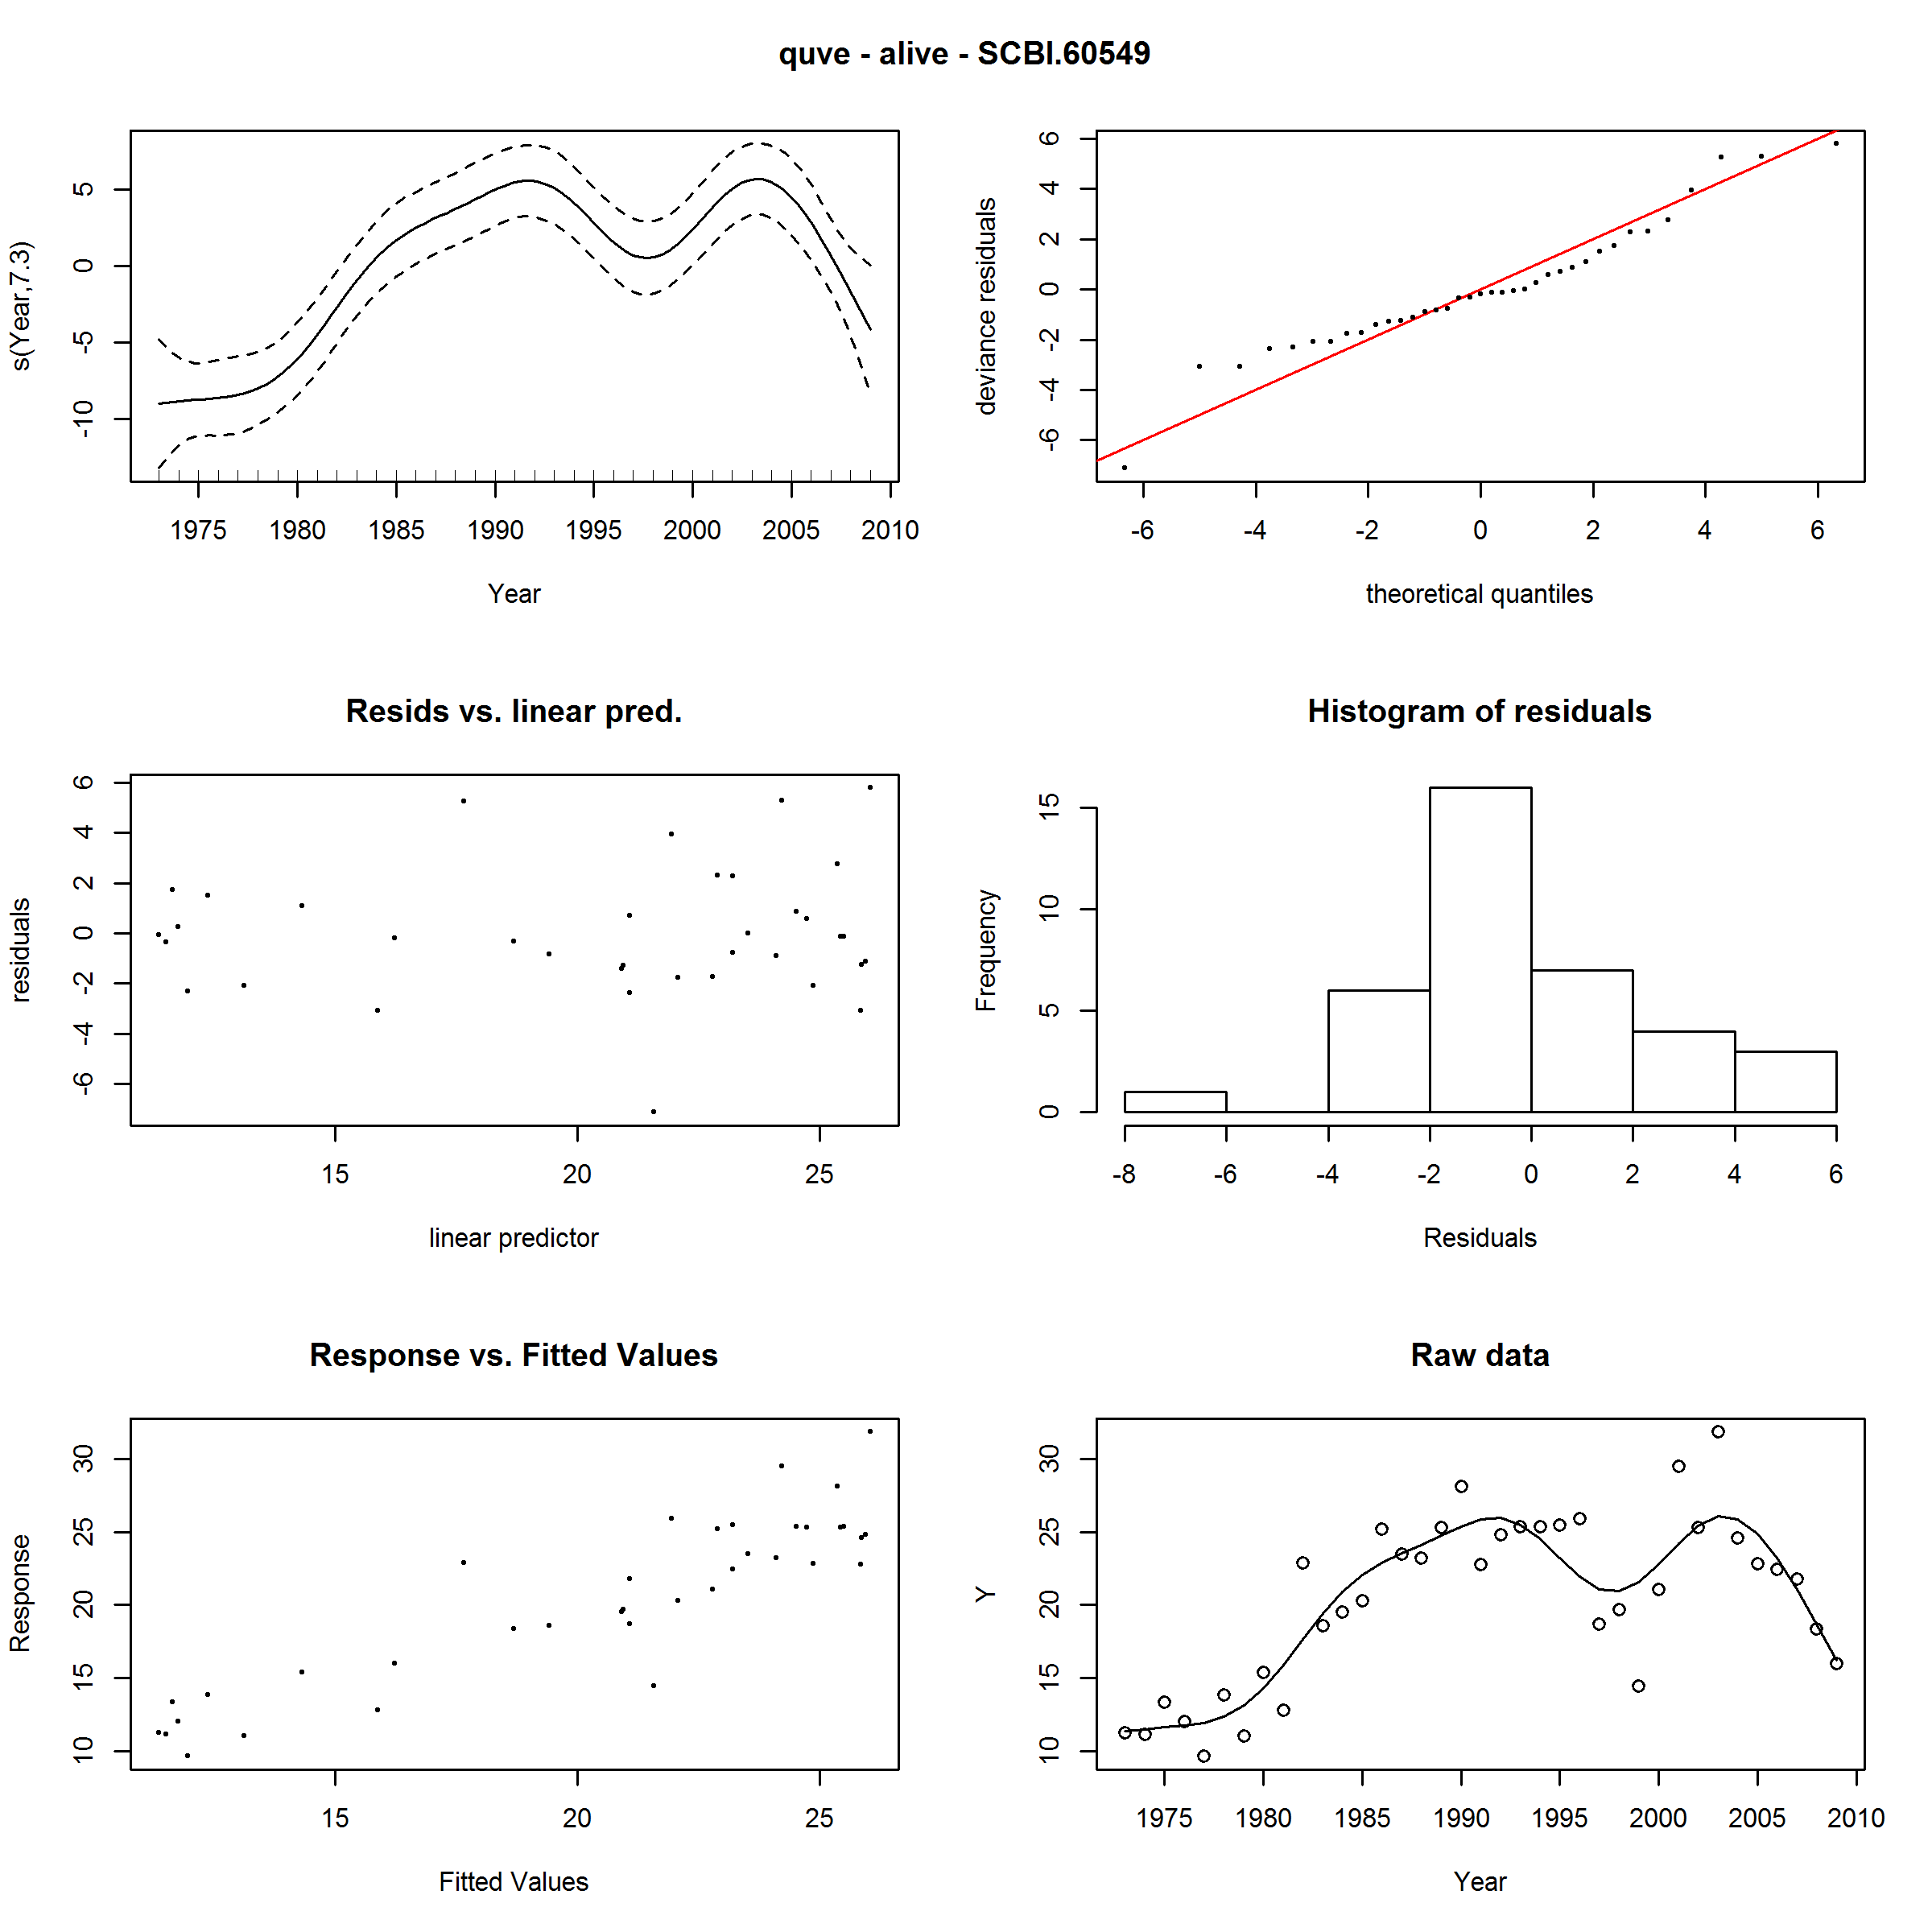 quve - alive - SCBI.60549
s(Year,7.3)
5
0
-5
-10
1975 1980 1985 1990 1995 2000 2005 2010
Year
deviance residuals
6
4
2
0
-2
-4
-6
-6 -4 -2 0 2 4 6
theoretical quantiles
Resids vs. linear pred.
residuals
6
4
2
0
-2
-4
-6
15 20 25
linear predictor
Histogram of residuals
Frequency
15
10
5
0
-8 -6 -4 -2 0 2 4 6
Residuals
Response vs. Fitted Values
Response
30
25
20
15
10
15 20 25
Fitted Values
Raw data
Y
30
25
20
15
10
1975 1980 1985 1990 1995 2000 2005 2010
Year